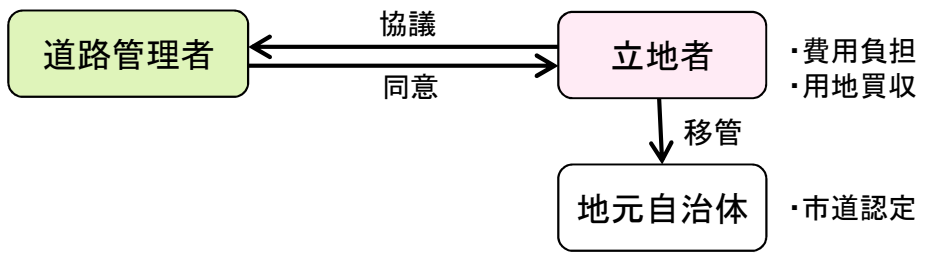 協議
道路管理者
立地者
・費用負担
・用地買収
同意
移管
地元自治体
・市道認定